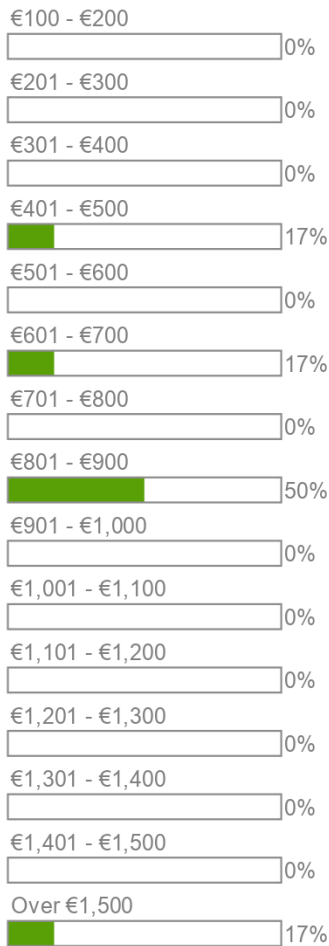 €100 - €200
0%
€201 - €300
0%
€301 - €400
0%
€401 - €500
17%
€501 - €600
0%
€601 - €700
17%
€701 - €800
0%
€801 - €900
50%
€901 - €1,000
0%
€1,001 - €1,100
0%
€1,101 - €1,200
0%
€1,201 - €1,300
0%
€1,301 - €1,400
0%
€1,401 - €1,500
0%
Over €1,500
17%